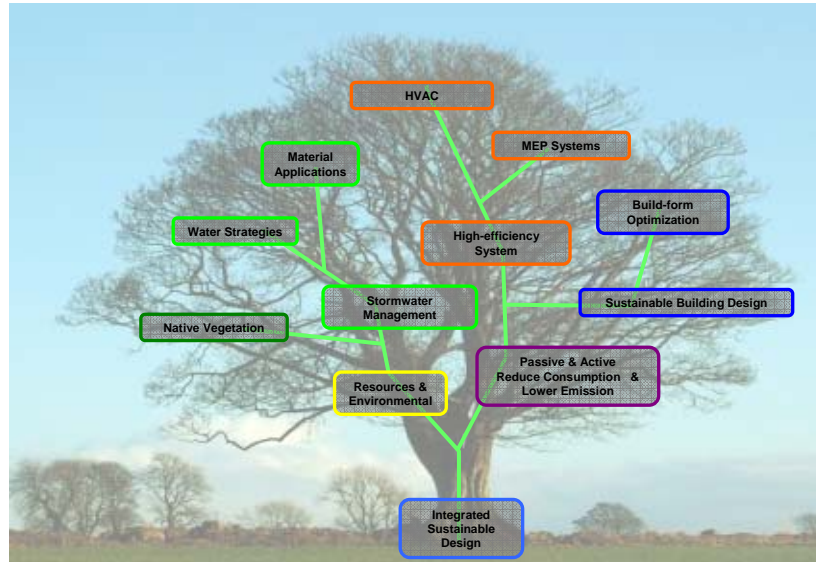 HVAC
MEP Systems
Material
Applications
Build-form
Optimization
Water Strategies
High-efficiency
System
Stormwater
Management
Sustainable Building Design
Native Vegetation
Passive & Active
Reduce Consumption &
Lower Emission
Resources &
Environmental
Integrated
Sustainable
Design